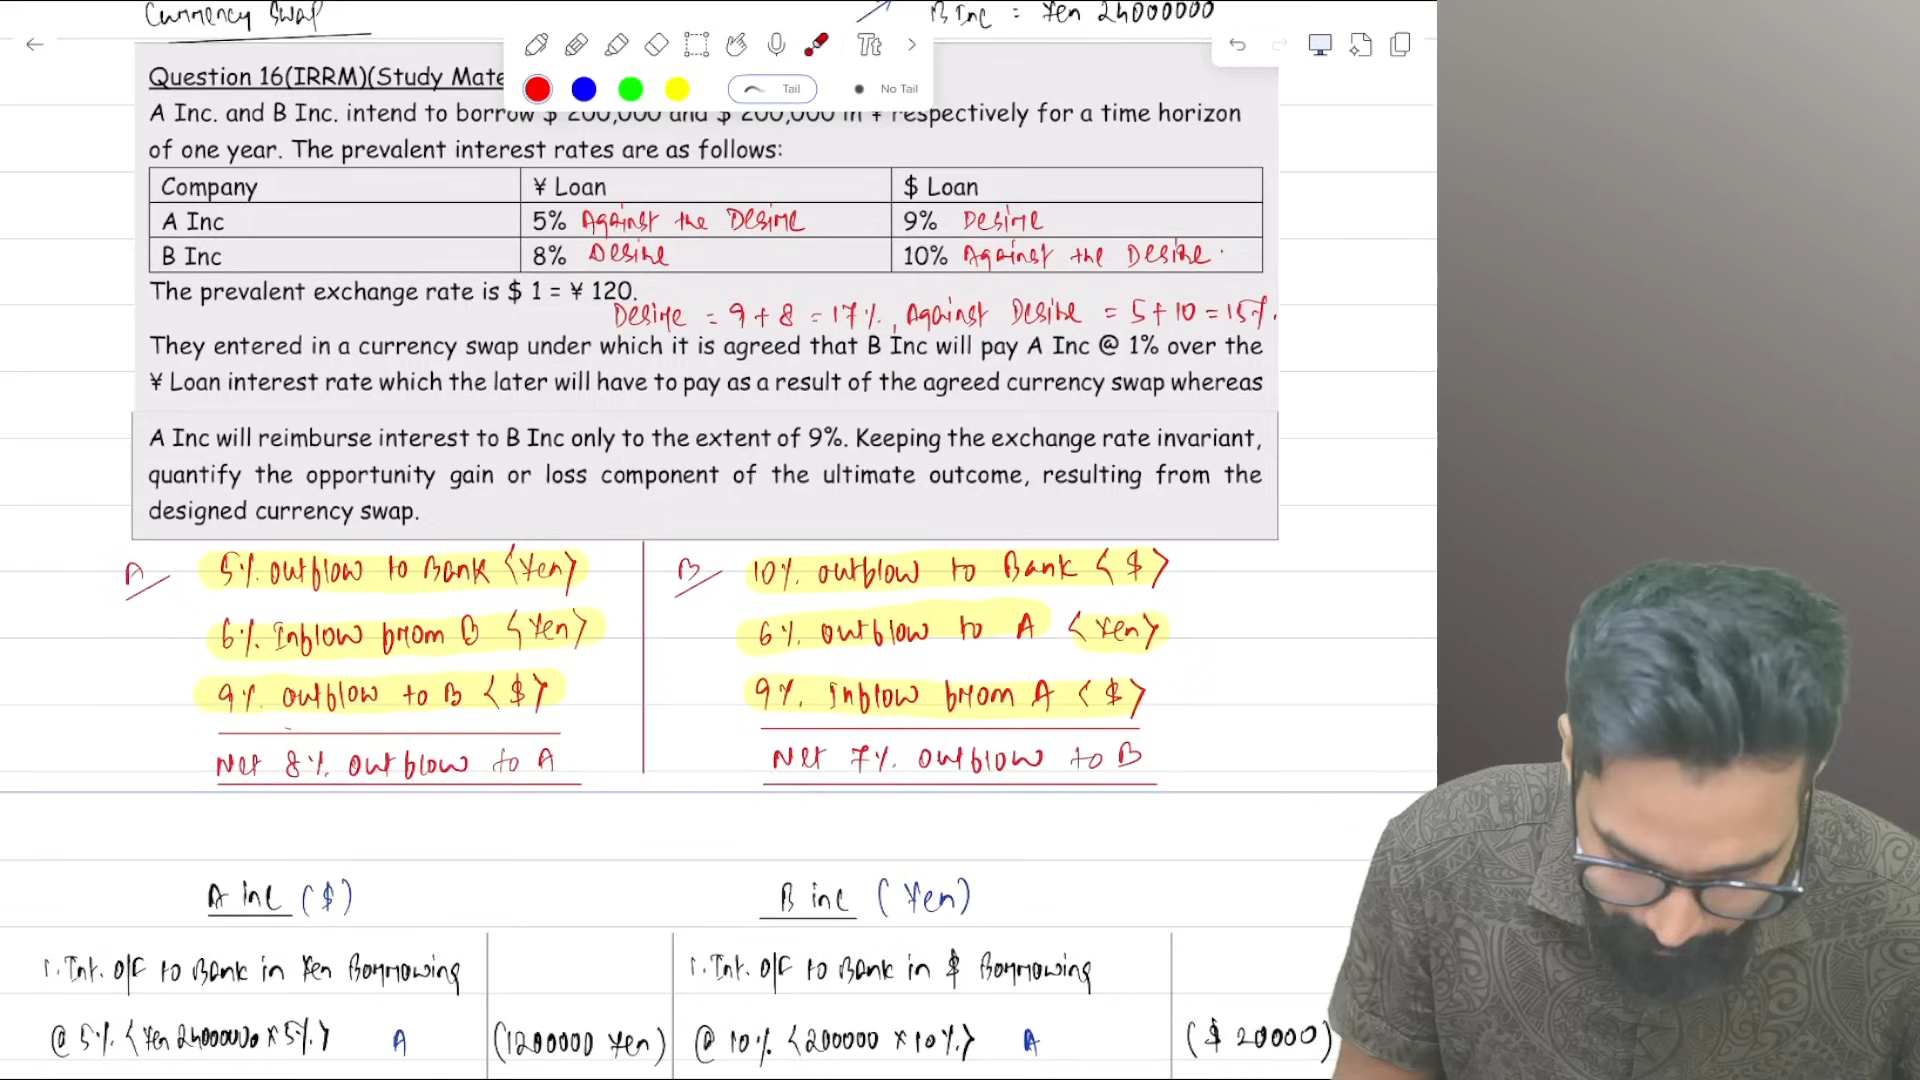 Currency Swap
B Inc = Yen 24000000
Tt
Tail
No Tail
Question 16(IRRM)(Study Mate
A Inc. and B Inc. intend to borrow $ 200,000 and $ 200,000 in ¥ respectively for a time horizon
of one year. The prevalent interest rates are as follows:
Company ¥ Loan $ Loan
A Inc 5% Against the Desire 9% Desire
B Inc 8% Desire 10% Against the Desire.
The prevalent exchange rate is $ 1 = ¥ 120.
Desire = 9 + 8 = 17%, Against Desire = 5 + 10 = 15%.
They entered in a currency swap under which it is agreed that B Inc will pay A Inc @ 1% over the
¥ Loan interest rate which the later will have to pay as a result of the agreed currency swap whereas
A Inc will reimburse interest to B Inc only to the extent of 9%. Keeping the exchange rate invariant,
quantify the opportunity gain or loss component of the ultimate outcome, resulting from the
designed currency swap.
A
5% outflow to Bank <Yen>
6% Inflow from B <Yen>
9% outflow to B <$>
Net 8% outflow to A
B
10% outflow to Bank <$>
6% outflow to A <Yen>
9% Inflow from A <$>
Net 7% outflow to B
A inc ($)
1. Int. O/F to Bank in Yen Borrowing
@ 5% <Yen 24000000 x 5%> A (1200000 Yen)
B inc (Yen)
1. Int. O/F to Bank in $ Borrowing
@ 10% <200000 x 10%> A ($ 20000)